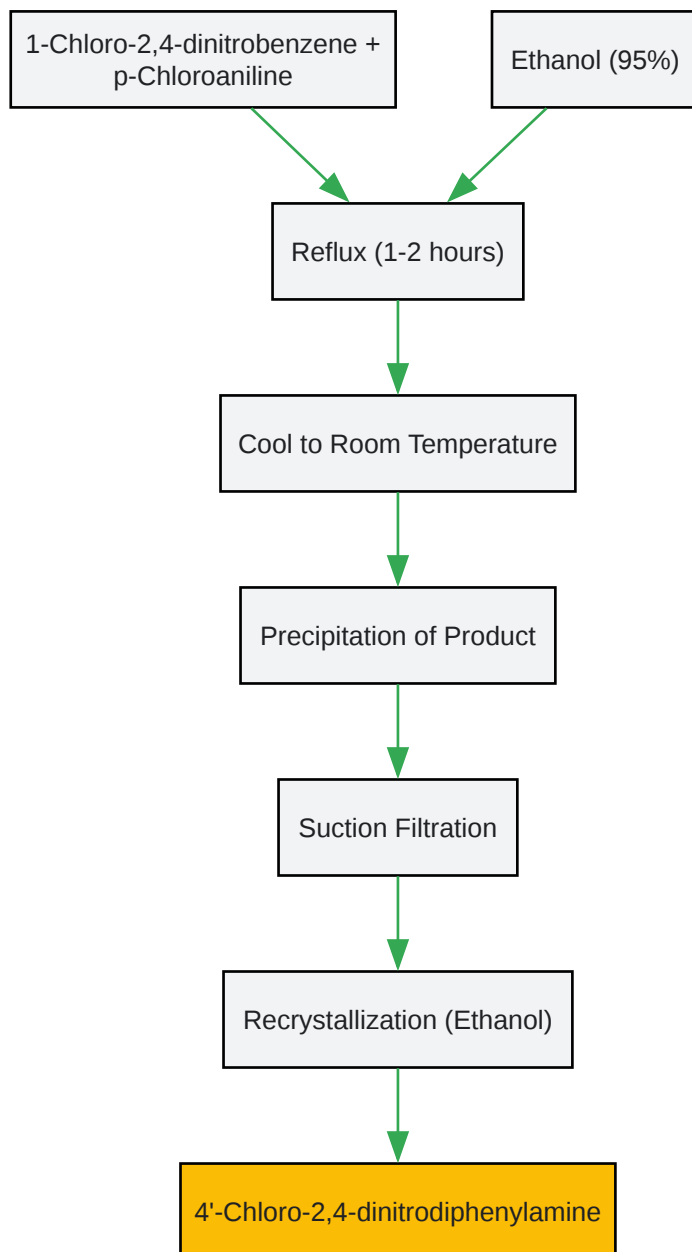 1-Chloro-2,4-dinitrobenzene +
p-Chloroaniline
Ethanol (95%)
Reflux (1-2 hours)
Cool to Room Temperature
Precipitation of Product
Suction Filtration
Recrystallization (Ethanol)
4'-Chloro-2,4-dinitrodiphenylamine